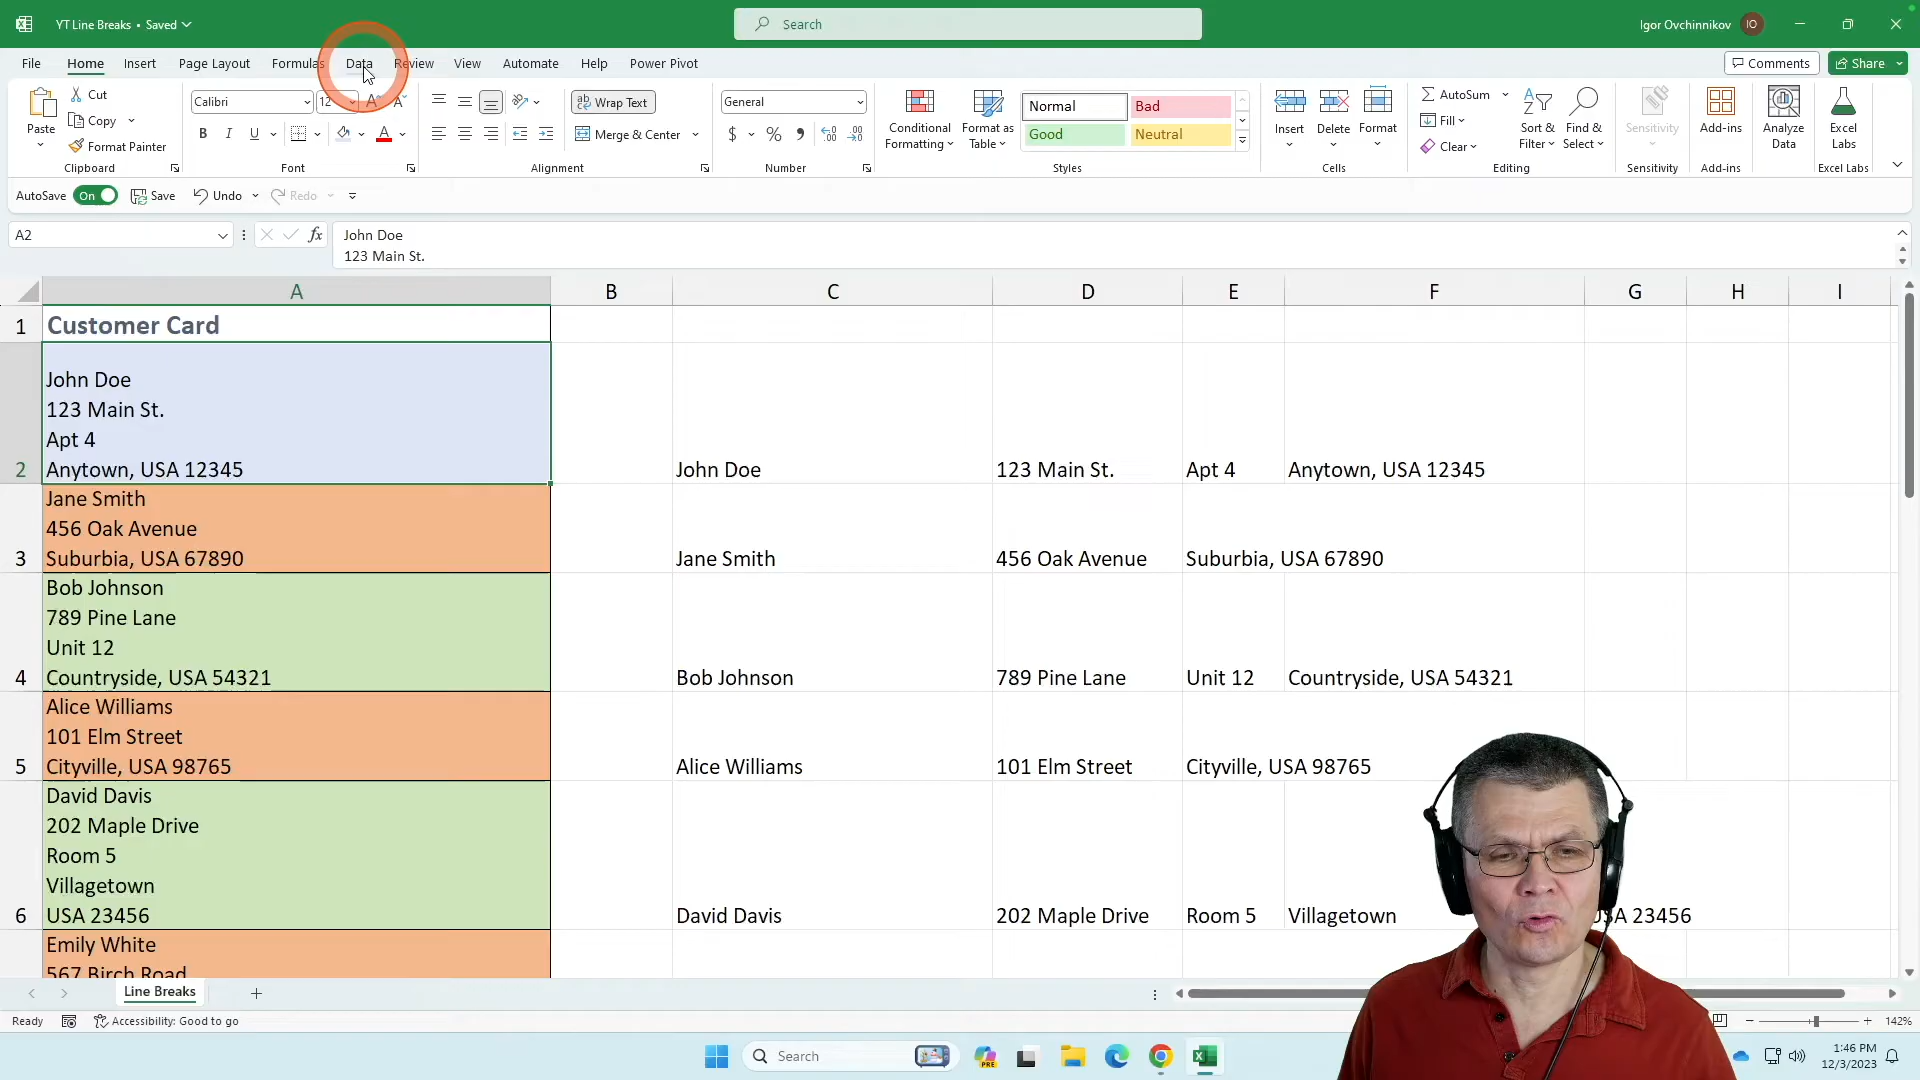 YT Line Breaks • Saved
Search
Igor Ovchinnikov IO
File Home Insert Page Layout Formulas Data Review View Automate Help Power Pivot
Comments Share
Paste
Cut
Copy
Format Painter
Clipboard
Calibri 12
B I U
Font
Wrap Text
Merge & Center
Alignment
General
$ % 9
Number
Conditional Formatting
Format as Table
Normal Bad
Good Neutral
Styles
Insert Delete Format
Cells
AutoSum
Fill
Clear
Sort & Filter
Find & Select
Editing
Sensitivity
Sensitivity
Add-ins
Add-ins
Analyze Data
Excel Labs
Excel Labs
AutoSave On Save Undo Redo
A2 fx John Doe
123 Main St.
A B C D E F G H I
1 Customer Card
John Doe
123 Main St.
Apt 4
2 Anytown, USA 12345 John Doe 123 Main St. Apt 4 Anytown, USA 12345
Jane Smith
456 Oak Avenue
3 Suburbia, USA 67890 Jane Smith 456 Oak Avenue Suburbia, USA 67890
Bob Johnson
789 Pine Lane
Unit 12
4 Countryside, USA 54321 Bob Johnson 789 Pine Lane Unit 12 Countryside, USA 54321
Alice Williams
101 Elm Street
5 Cityville, USA 98765 Alice Williams 101 Elm Street Cityville, USA 98765
David Davis
202 Maple Drive
Room 5
Villagetown
6 USA 23456 David Davis 202 Maple Drive Room 5 Villagetown USA 23456
Emily White
567 Birch Road
Line Breaks
Ready Accessibility: Good to go 142%
Search PRE
1:46 PM
12/3/2023